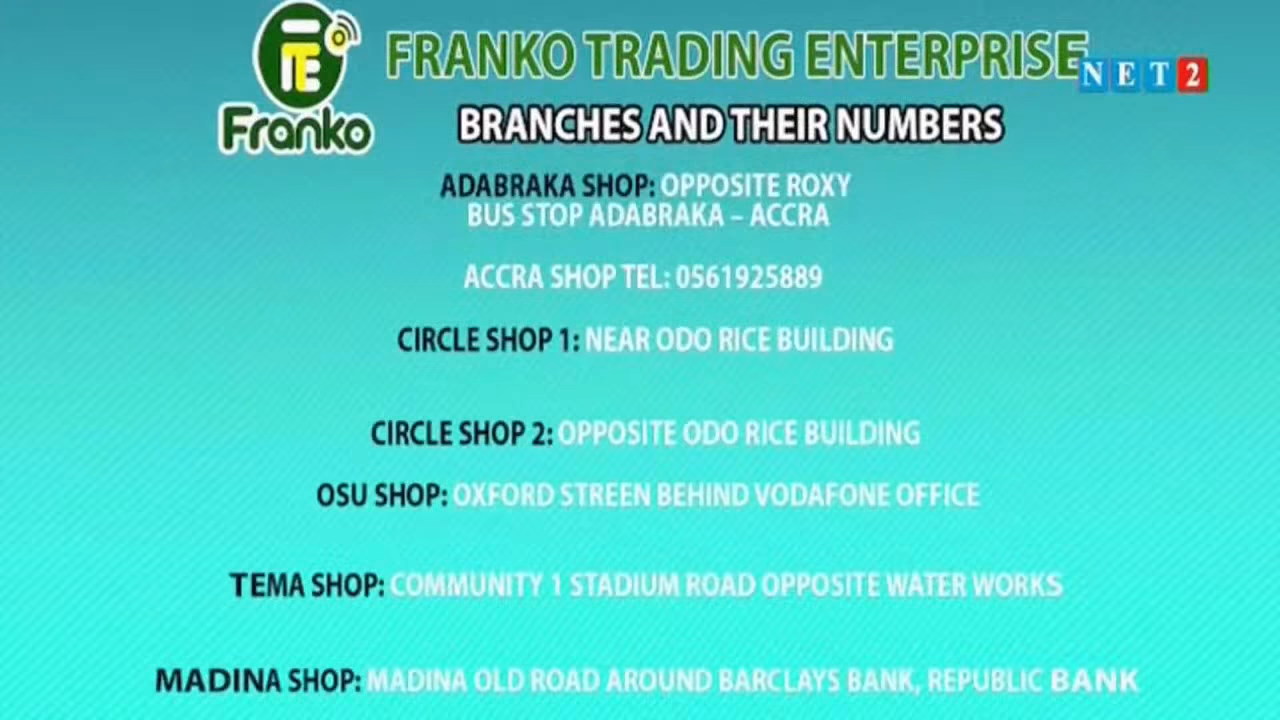 FRANKO TRADING ENTERPRISE
NET2
Franko
BRANCHES AND THEIR NUMBERS
ADABRAKA SHOP: OPPOSITE ROXY
BUS STOP ADABRAKA – ACCRA
ACCRA SHOP TEL: 0561925889
CIRCLE SHOP 1: NEAR ODO RICE BUILDING
CIRCLE SHOP 2: OPPOSITE ODO RICE BUILDING
OSU SHOP: OXFORD STREEN BEHIND VODAFONE OFFICE
TEMA SHOP: COMMUNITY 1 STADIUM ROAD OPPOSITE WATER WORKS
MADINA SHOP: MADINA OLD ROAD AROUND BARCLAYS BANK, REPUBLIC BANK